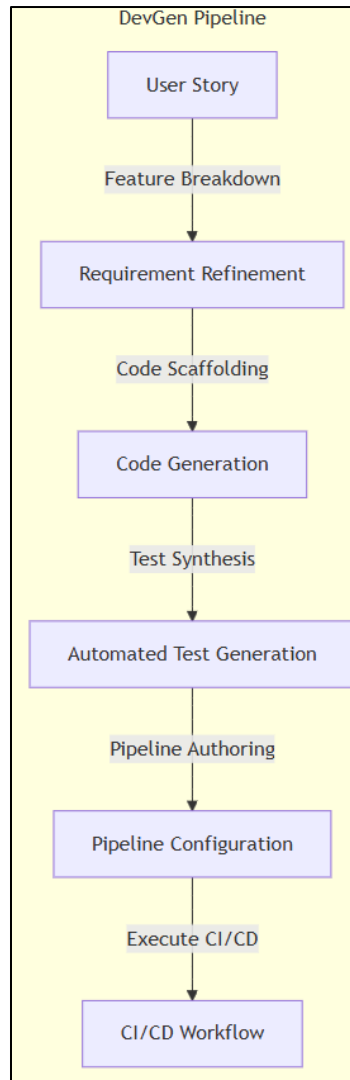 DevGen Pipeline
User Story
Feature Breakdown
Requirement Refinement
Code Scaffolding
Code Generation
Test Synthesis
Automated Test Generation
Pipeline Authoring
Pipeline Configuration
Execute CI/CD
CI/CD Workflow